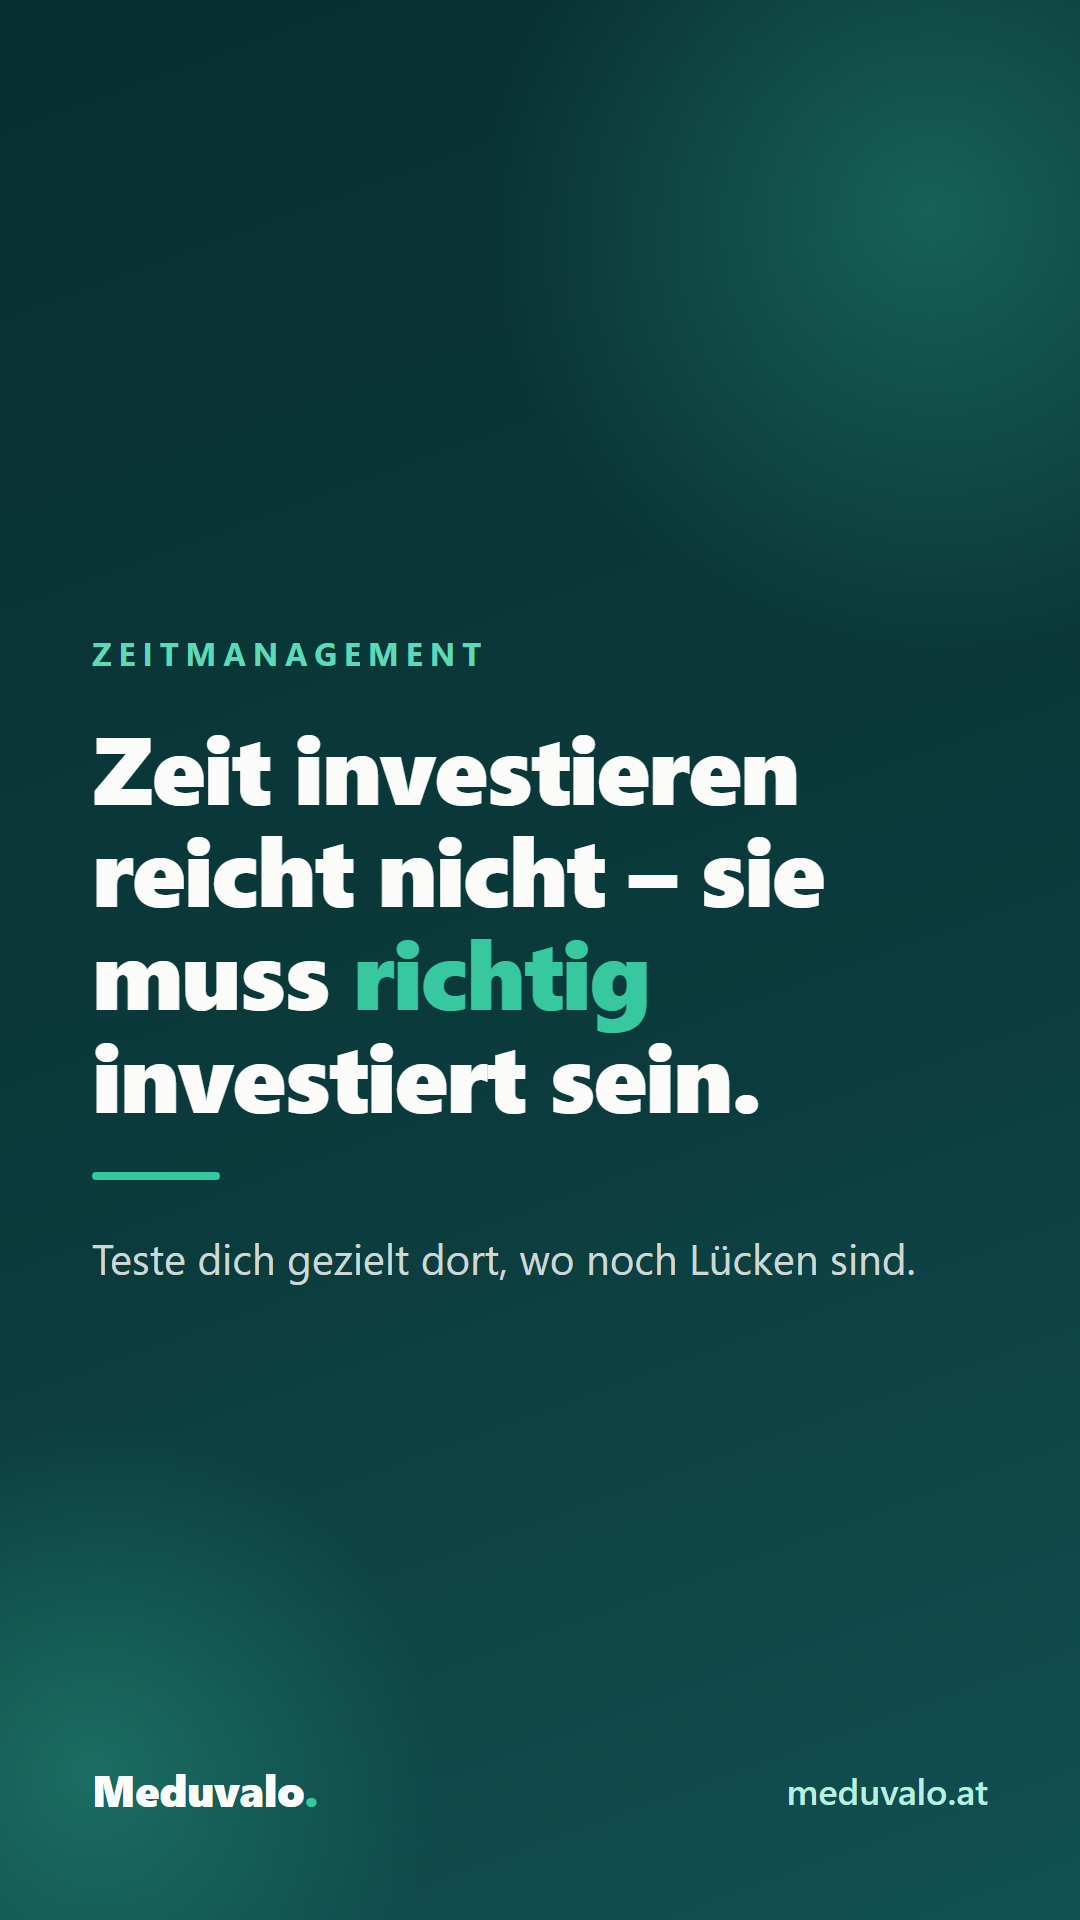 ZEITMANAGEMENT
Zeit investieren
reicht nicht – sie
muss richtig
investiert sein.
Teste dich gezielt dort, wo noch Lücken sind.
Meduvalo.
meduvalo.at